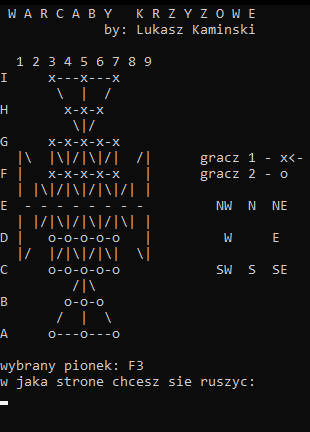 W A R C A B Y   K R Z Y Z O W E
            by: Lukasz Kaminski

  1 2 3 4 5 6 7 8 9
I     x---x---x
       \  |  /
H       x-x-x
         \|/
G     x-x-x-x-x
  |\  |\|/|\|/|  /|      gracz 1 - x<-
F |   x-x-x-x-x   |      gracz 2 - o
  | |\|/|\|/|\|/| |
E  - - - - - - - -         NW  N  NE
  | |/|\|/|\|/|\| |
D |   o-o-o-o-o   |         W     E
  |/  |/|\|/|\|  \|
C     o-o-o-o-o            SW  S  SE
         /|\
B       o-o-o
       /  |  \
A     o---o---o

wybrany pionek: F3
w jaka strone chcesz sie ruszyc: